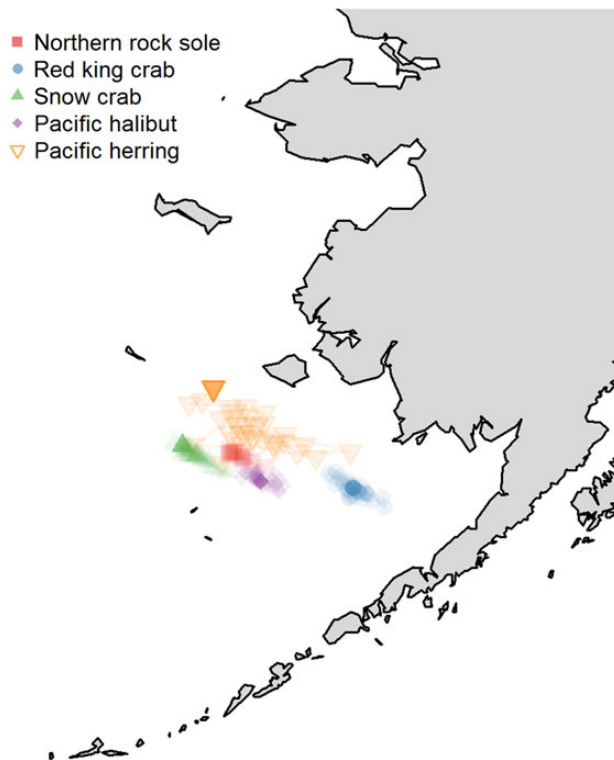 Northern rock sole
Red king crab
Snow crab
Pacific halibut
Pacific herring